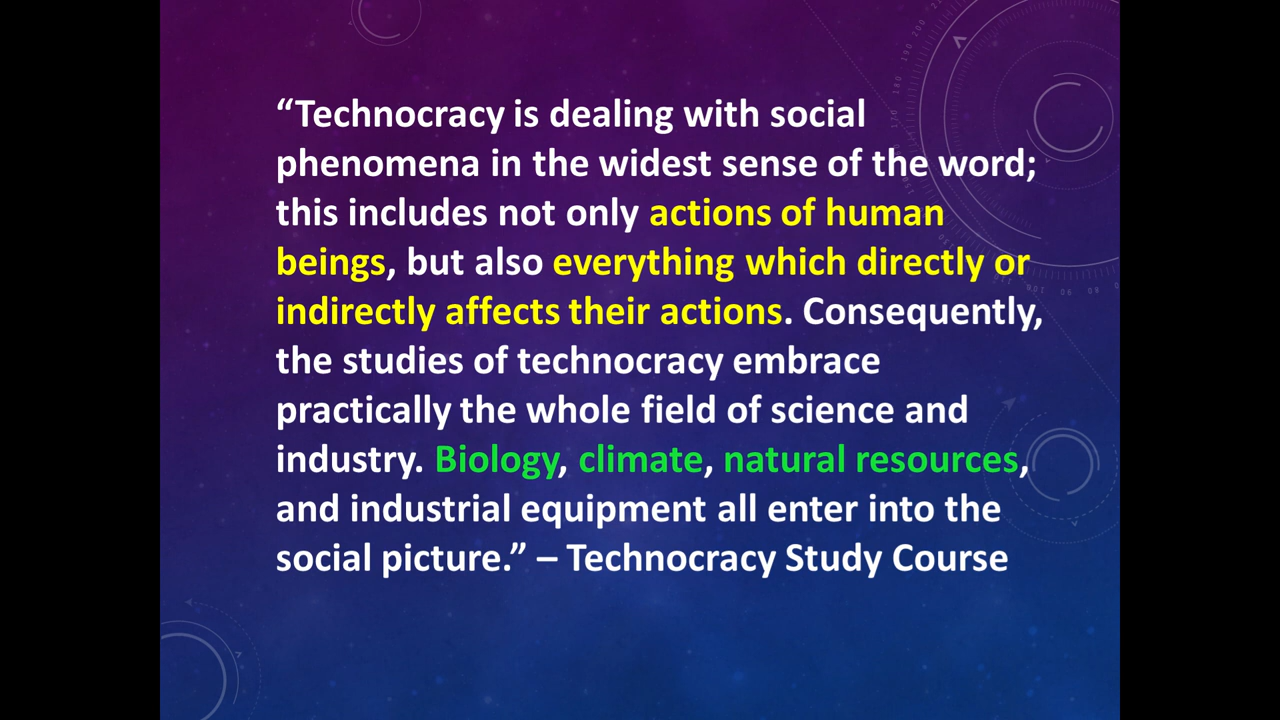 “Technocracy is dealing with social
phenomena in the widest sense of the word;
this includes not only actions of human
beings, but also everything which directly or
indirectly affects their actions. Consequently,
the studies of technocracy embrace
practically the whole field of science and
industry. Biology, climate, natural resources,
and industrial equipment all enter into the
social picture.” – Technocracy Study Course